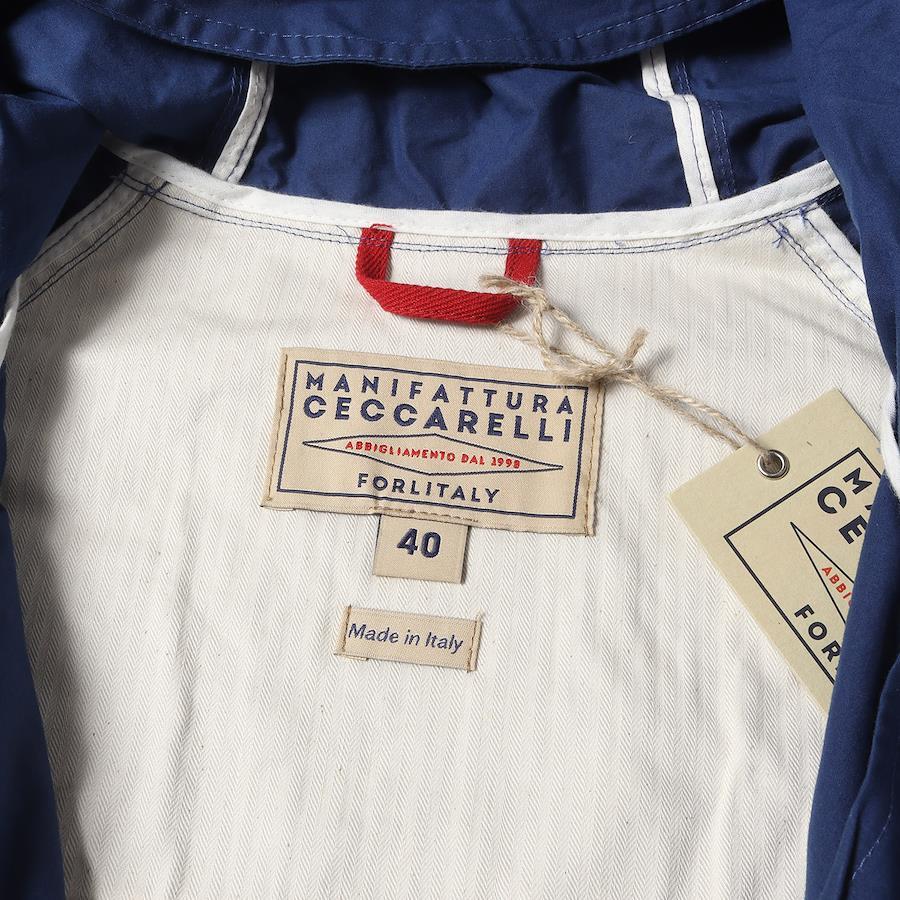 MANIFATTURA
CECCARELLI
ABBIGLIAMENTO DAL 1998
FORLITALY
40
Made in Italy